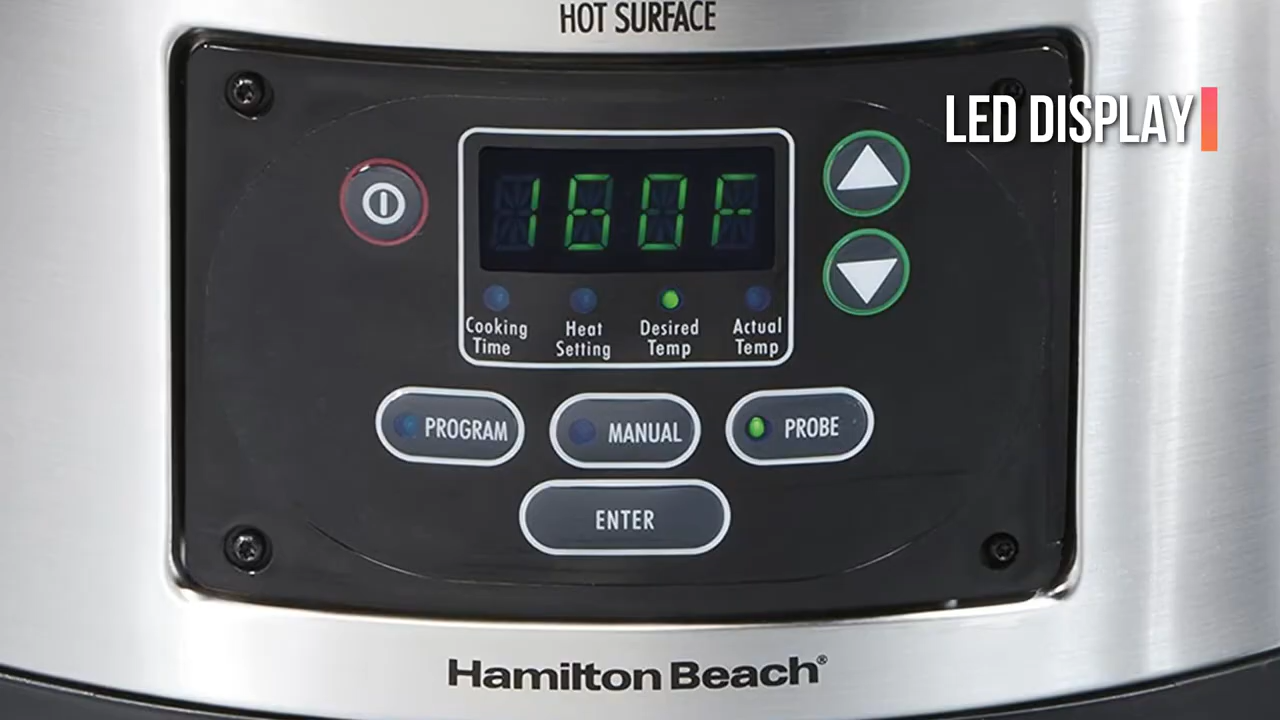 HOT SURFACE
LED DISPLAY
160F
Cooking Time
Heat Setting
Desired Temp
Actual Temp
PROGRAM
MANUAL
PROBE
ENTER
Hamilton Beach®